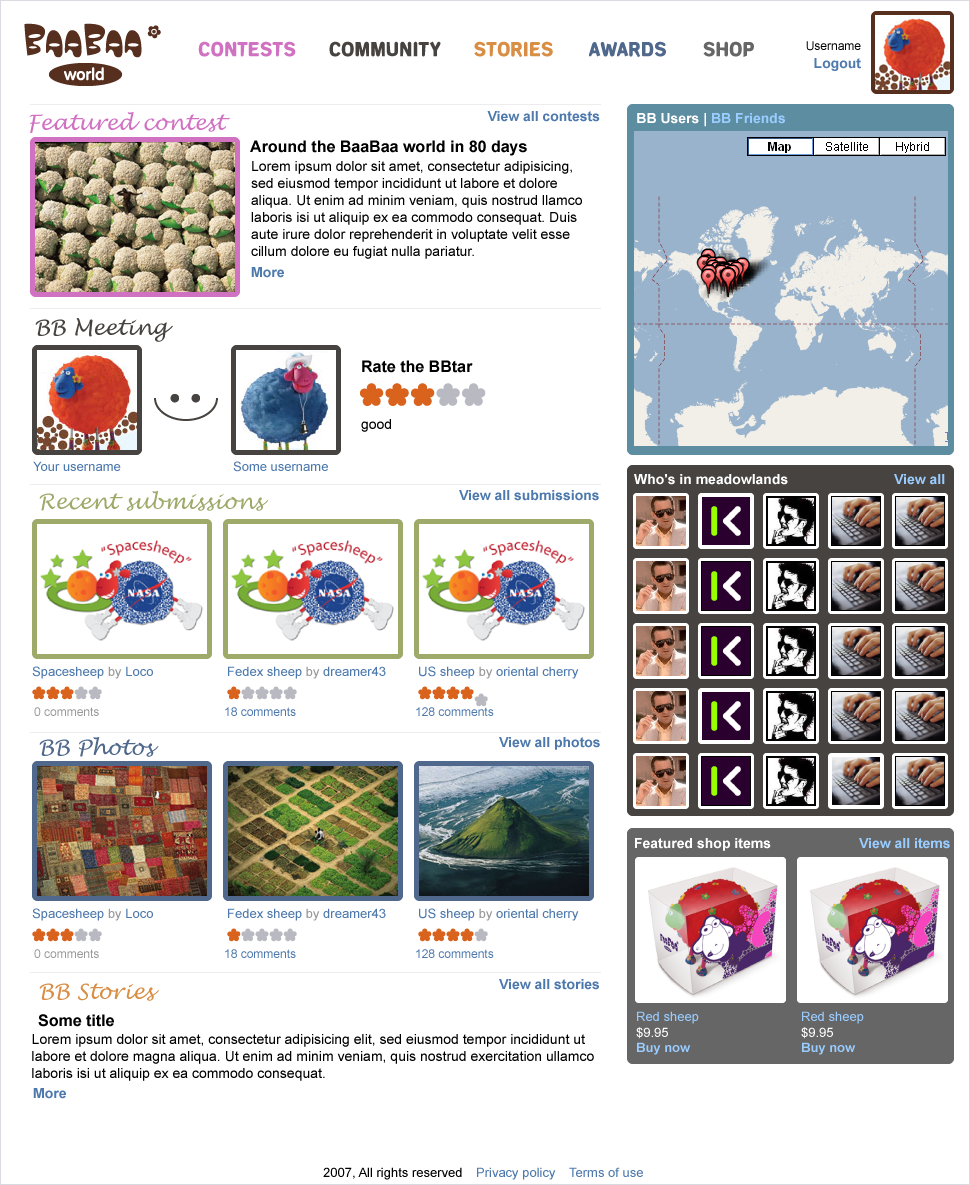 BAABAA
world
CONTESTS
COMMUNITY
STORIES
AWARDS
SHOP
Username
Logout
Featured contest
View all contests
Around the BaaBaa world in 80 days
Lorem ipsum dolor sit amet, consectetur adipisicing,
sed eiusmod tempor incididunt ut labore et dolore
aliqua. Ut enim ad minim veniam, quis nostrud llamco
laboris isi ut aliquip ex ea commodo consequat. Duis
aute irure dolor reprehenderit in voluptate velit esse
cillum dolore eu fugiat nulla pariatur.
More
BB Meeting
Rate the BBtar
good
Your username
Some username
Recent submissions
View all submissions
"Spacesheep"
NASA
"Spacesheep"
NASA
"Spacesheep"
NASA
Spacesheep by Loco
Fedex sheep by dreamer43
US sheep by oriental cherry
0 comments
18 comments
128 comments
BB Photos
View all photos
Spacesheep by Loco
Fedex sheep by dreamer43
US sheep by oriental cherry
0 comments
18 comments
128 comments
BB Stories
View all stories
Some title
Lorem ipsum dolor sit amet, consectetur adipisicing elit, sed eiusmod tempor incididunt ut
labore et dolore magna aliqua. Ut enim ad minim veniam, quis nostrud exercitation ullamco
laboris isi ut aliquip ex ea commodo consequat.
More
BB Users | BB Friends
Map
Satellite
Hybrid
Who's in meadowlands
View all
Featured shop items
View all items
BAABAA
BAABAA
Red sheep
$9.95
Buy now
Red sheep
$9.95
Buy now
2007, All rights reserved
Privacy policy
Terms of use